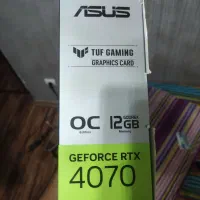 ASUS
TUF GAMING
GRAPHICS CARD
OC 12GB
GEFORCE RTX
4070